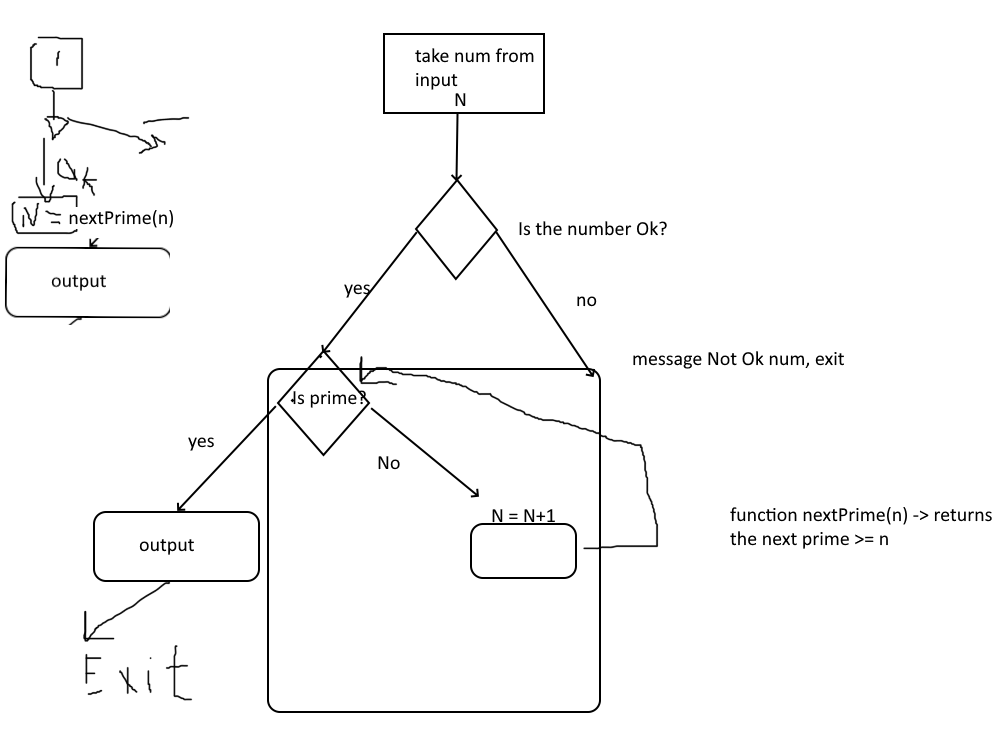 1
ok
N = nextPrime(n)
output
take num from
input
N
Is the number Ok?
yes
no
message Not Ok num, exit
Is prime?
yes
No
output
N = N+1
function nextPrime(n) -> returns
the next prime >= n
Exit